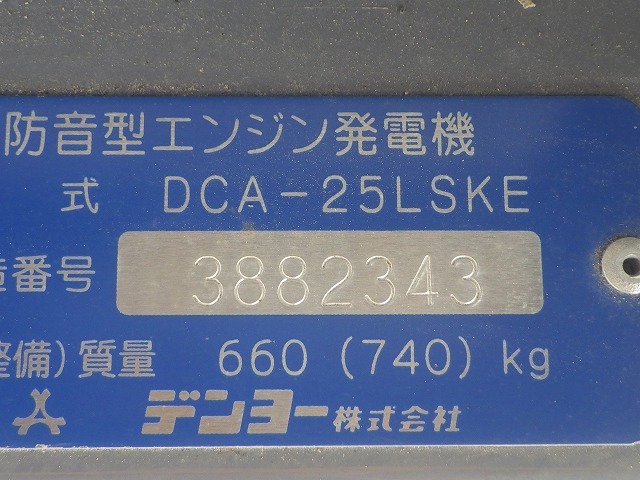 防音型エンジン発電機
式 DCA-25LSKE
番号 3882343
備)質量 660 (740) kg
デンヨー株式会社